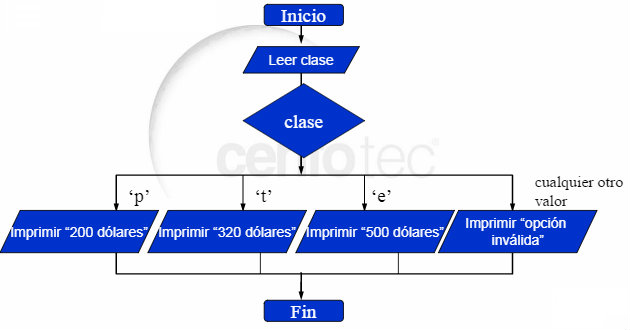 Inicio
Leer clase
clase
certotec®
‘p’
‘t’
‘e’
cualquier otro
valor
Imprimir “200 dólares”
Imprimir “320 dólares”
Imprimir “500 dólares”
Imprimir “opción
inválida”
Fin